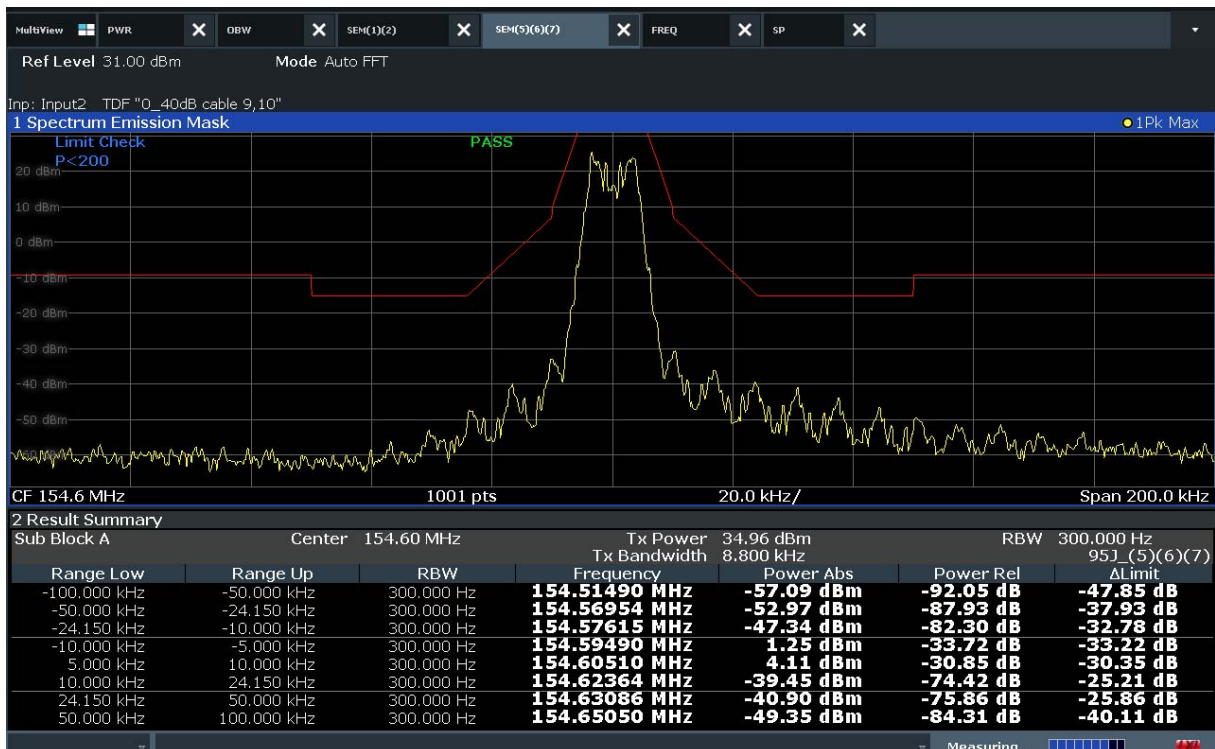 MultiView PWR OBW SEM(1)(2) SEM(5)(6)(7) FREQ SP
Ref Level 31.00 dBm Mode Auto FFT
Inp: Input2 TDF "0_40dB cable 9,10"
1 Spectrum Emission Mask 1Pk Max
Limit Check PASS
P<200
20 dBm
10 dBm
0 dBm
-10 dBm
-20 dBm
-30 dBm
-40 dBm
-50 dBm
CF 154.6 MHz 1001 pts 20.0 kHz/ Span 200.0 kHz
2 Result Summary
Sub Block A Center 154.60 MHz Tx Power 34.96 dBm RBW 300.000 Hz
Tx Bandwidth 8.800 kHz 95J_(5)(6)(7)
Range Low Range Up RBW Frequency Power Abs Power Rel ΔLimit
-100.000 kHz -50.000 kHz 300.000 Hz 154.51490 MHz -57.09 dBm -92.05 dB -47.85 dB
-50.000 kHz -24.150 kHz 300.000 Hz 154.56954 MHz -52.97 dBm -87.93 dB -37.93 dB
-24.150 kHz -10.000 kHz 300.000 Hz 154.57615 MHz -47.34 dBm -82.30 dB -32.78 dB
-10.000 kHz -5.000 kHz 300.000 Hz 154.59490 MHz 1.25 dBm -33.72 dB -33.22 dB
5.000 kHz 10.000 kHz 300.000 Hz 154.60510 MHz 4.11 dBm -30.85 dB -30.35 dB
10.000 kHz 24.150 kHz 300.000 Hz 154.62364 MHz -39.45 dBm -74.42 dB -25.21 dB
24.150 kHz 50.000 kHz 300.000 Hz 154.63086 MHz -40.90 dBm -75.86 dB -25.86 dB
50.000 kHz 100.000 kHz 300.000 Hz 154.65050 MHz -49.35 dBm -84.31 dB -40.11 dB
Measuring